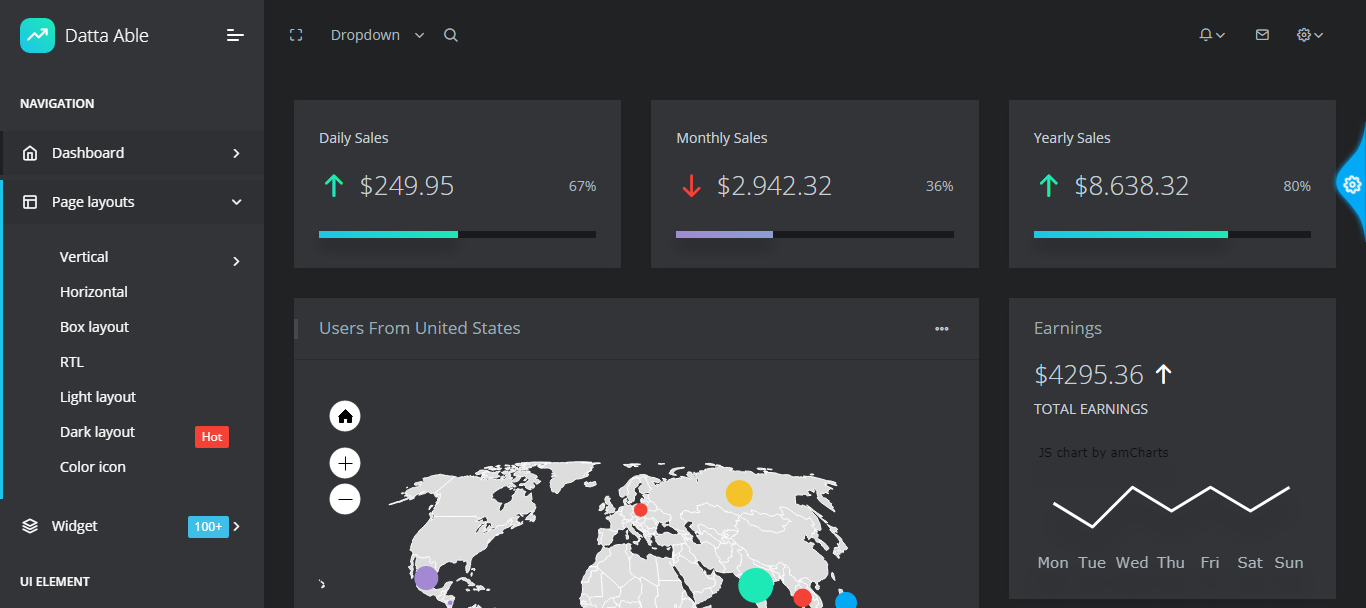 Datta Able
Dropdown
NAVIGATION
Dashboard
Page layouts
Vertical
Horizontal
Box layout
RTL
Light layout
Dark layout
Hot
Color icon
Widget
100+
UI ELEMENT
Daily Sales
$249.95
67%
Monthly Sales
$2.942.32
36%
Yearly Sales
$8.638.32
80%
Users From United States
Earnings
$4295.36
TOTAL EARNINGS
JS chart by amCharts
Mon Tue Wed Thu Fri Sat Sun